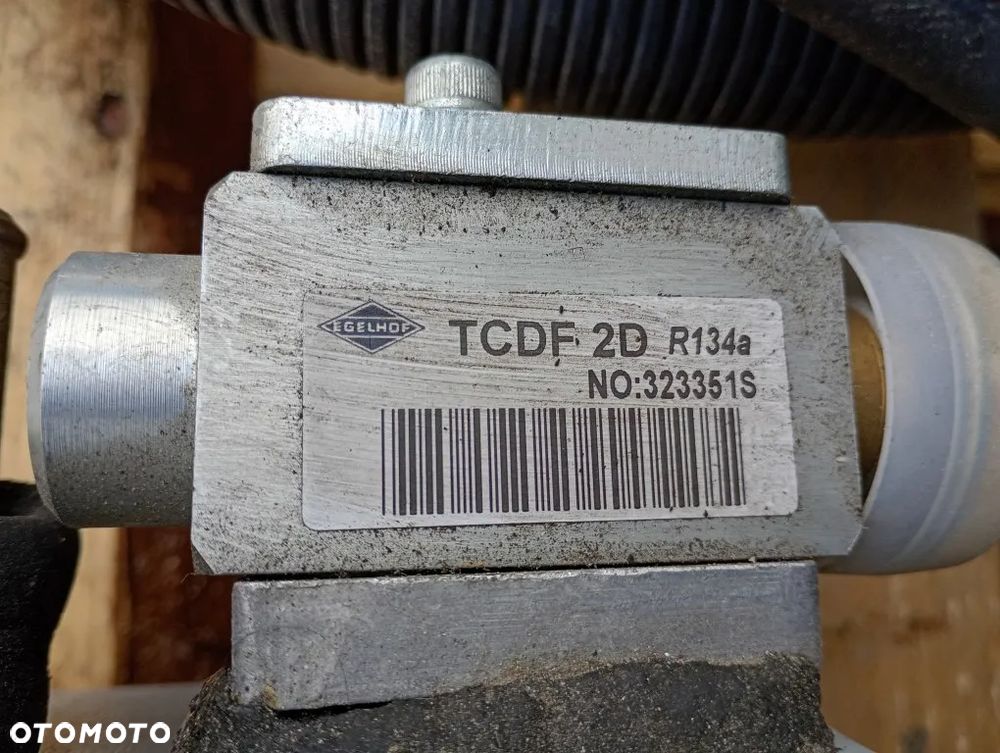 EGELHOF TCDF 2D R134a
NO:323351S
OTOMOTO